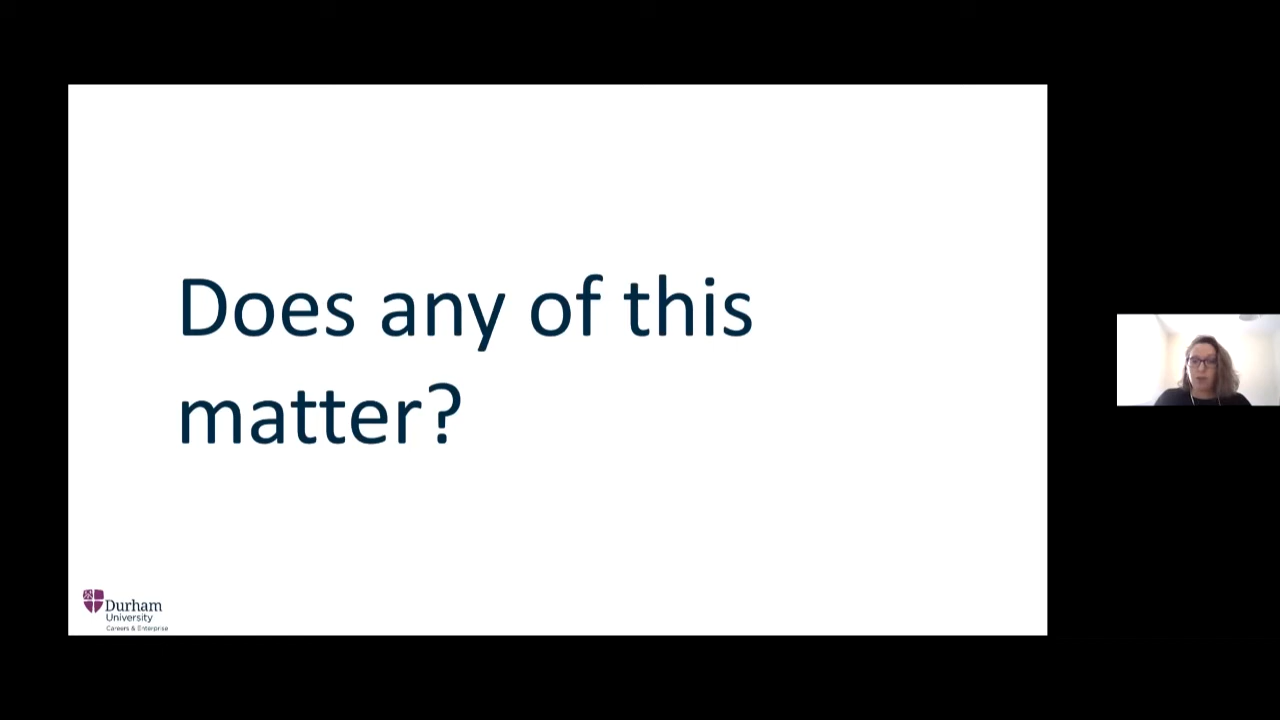 Does any of this
matter?
Durham
University
Careers & Enterprise